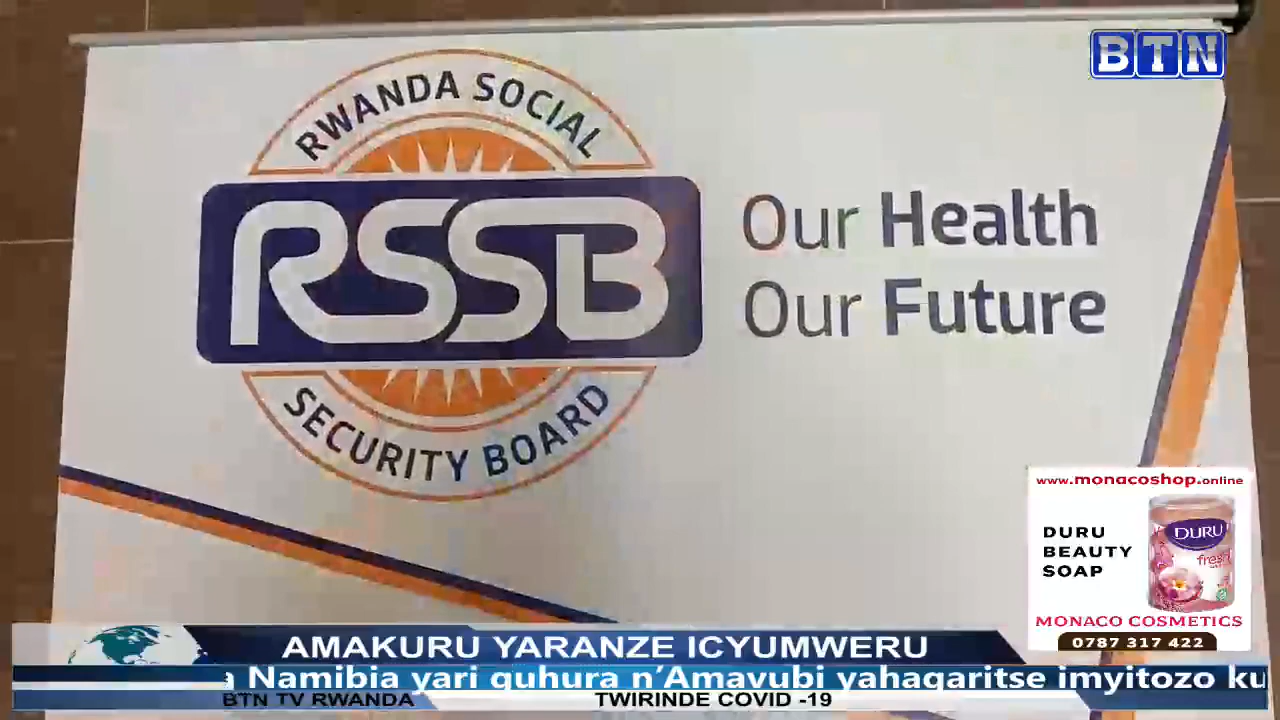 BTN
RWANDA SOCIAL
RSSB
SECURITY BOARD
Our Health
Our Future
www.monacoshop.online
DURU
BEAUTY
SOAP
DURU
fresh
MONACO COSMETICS
0787 317 422
AMAKURU YARANZE ICYUMWERU
a Namibia yari guhura n'Amavubi yahagaritse imyitozo ku
BTN TV RWANDA
TWIRINDE COVID -19